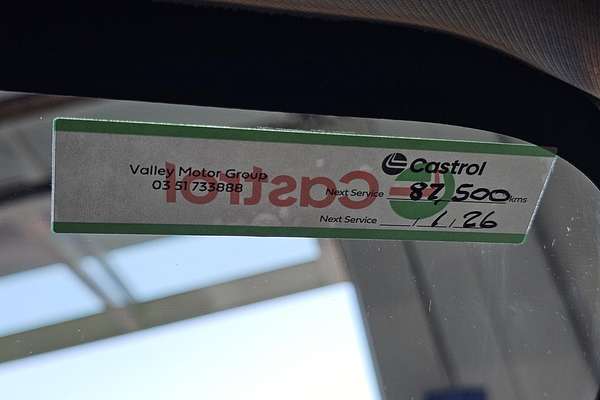 Valley Motor Group
03 51 733888
Castrol
Castrol
Next Service 87,500 kms
Next Service / 1 / 26